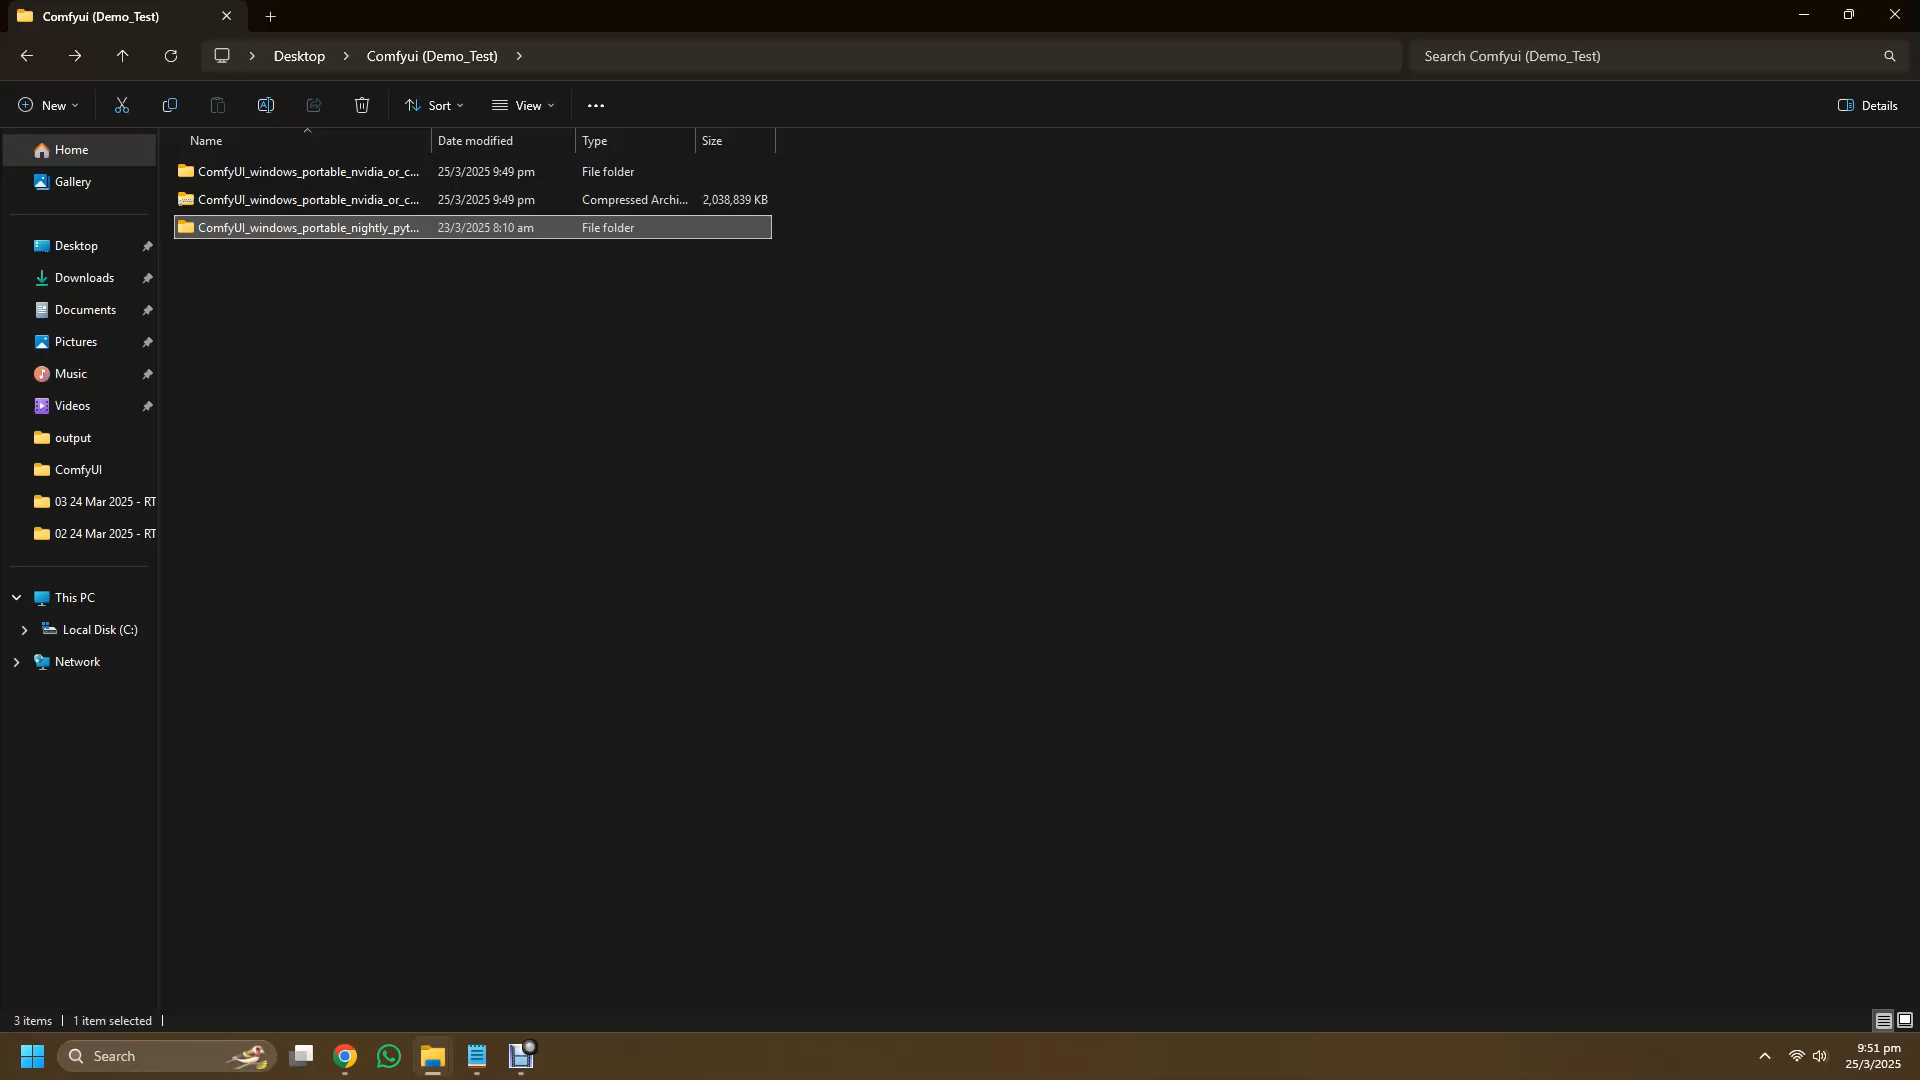 Comfyui (Demo_Test)
Desktop
Comfyui (Demo_Test)
Search Comfyui (Demo_Test)
New
Sort
View
Details
Home
Gallery
Desktop
Downloads
Documents
Pictures
Music
Videos
output
ComfyUI
03 24 Mar 2025 - RT
02 24 Mar 2025 - RT
This PC
Local Disk (C:)
Network
Name Date modified Type Size
ComfyUI_windows_portable_nvidia_or_c... 25/3/2025 9:49 pm File folder
ComfyUI_windows_portable_nvidia_or_c... 25/3/2025 9:49 pm Compressed Archi... 2,038,839 KB
ComfyUI_windows_portable_nightly_pyt... 23/3/2025 8:10 am File folder
3 items 1 item selected
Search
9:51 pm
25/3/2025